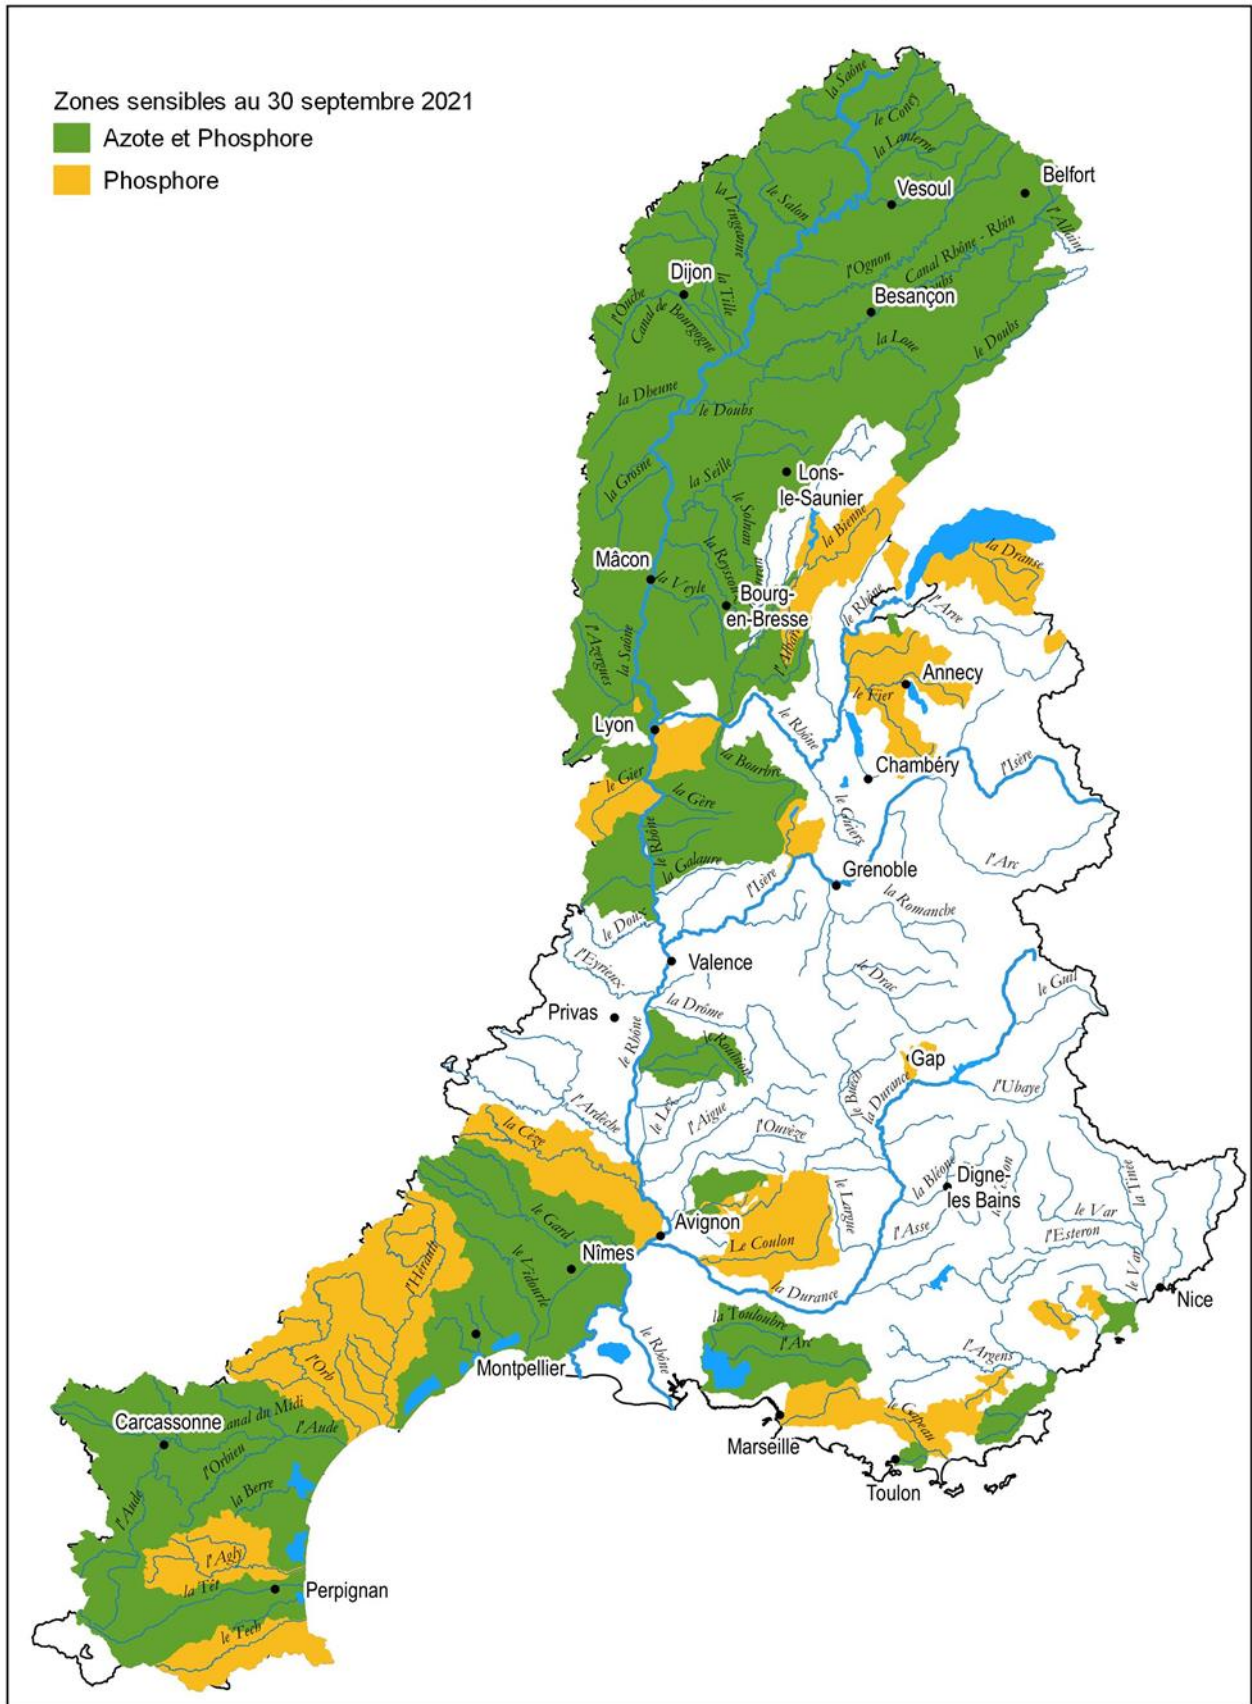 Zones sensibles au 30 septembre 2021
Azote et Phosphore
Phosphore
la Saône
le Coney
la Lanterne
Belfort
Vesoul
le Salon
la Vingeanne
l'Allaine
Canal Rhône - Rhin
l'Ognon
Dijon
la Tille
Doubs
Besançon
l'Ouche
Canal de Bourgogne
la Loue
le Doubs
la Dheune
le Doubs
la Seille
Lons-
le-Saunier
la Grosne
le Solnan
la Bienne
la Dranse
Mâcon
la Reyssouze
la Veyle
Bourg-
en-Bresse
le Rhône
l'Arve
l'Azergues
la Saône
l'Albarine
Annecy
le Fier
Lyon
le Rhône
Chambéry
l'Isère
la Bourbre
le Gier
la Gère
le Guiers
le Rhône
l'Arc
la Galaure
l'Isère
Grenoble
la Romanche
le Doux
Valence
l'Eyrieux
le Drac
le Guil
la Drôme
Privas
le Rhône
le Roubion
Gap
l'Ubaye
le Buëch
la Durance
l'Ardèche
le Lez
l'Aigue
l'Ouvèze
la Cèze
la Bléone
Digne-
les Bains
la Tinée
le Largue
le Gard
Avignon
le Var
l'Asse
l'Esteron
Le Coulon
Nîmes
l'Hérault
le Vidourle
le Var
la Durance
Nice
la Touloubre
l'Arc
le Rhône
l'Argens
l'Orb
Montpellier
Canal du Midi
Carcassonne
l'Aude
le Gapeau
Marseille
l'Orbieu
Toulon
la Berre
l'Aude
l'Agly
la Têt
Perpignan
le Tech